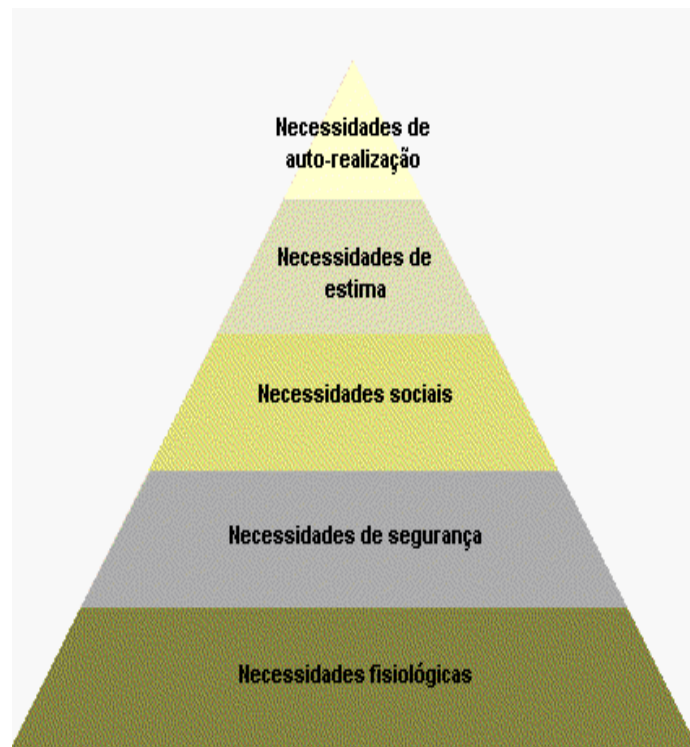 Necessidades de
auto-realização
Necessidades de
estima
Necessidades sociais
Necessidades de segurança
Necessidades fisiológicas